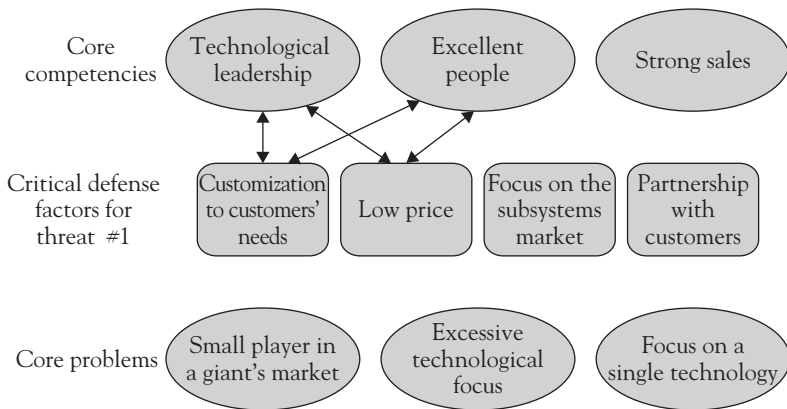 Core
competencies
Technological
leadership
Excellent
people
Strong sales
Critical defense
factors for
threat #1
Customization
to customers’
needs
Low price
Focus on the
subsystems
market
Partnership
with
customers
Core problems
Small player in
a giant’s market
Excessive
technological
focus
Focus on a
single technology